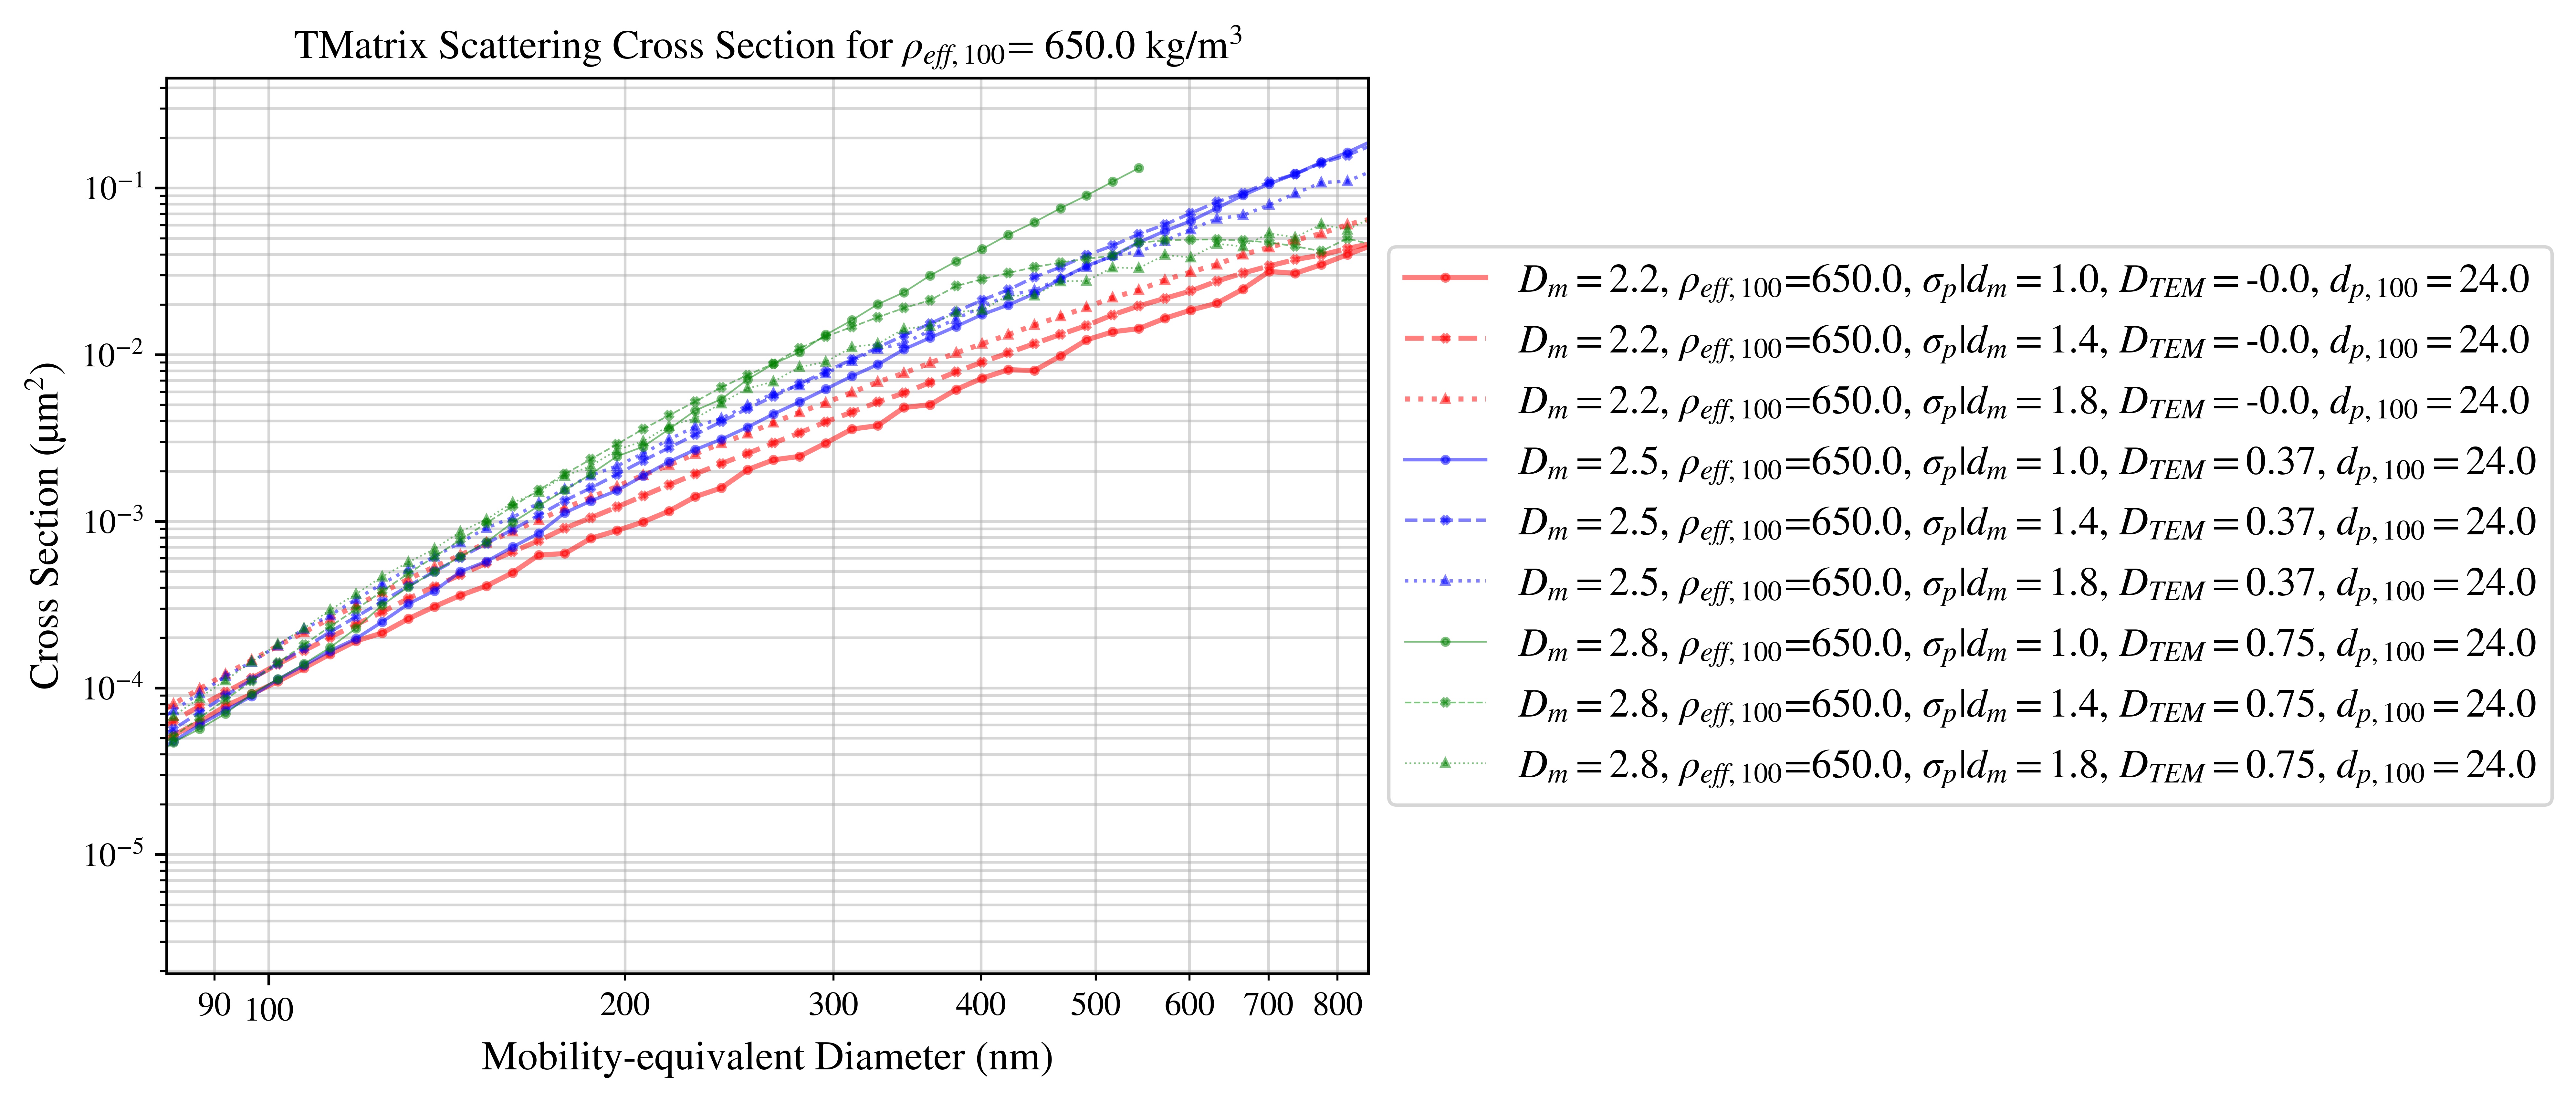 TMatrix Scattering Cross Section for ρeff,100= 650.0 kg/m³
Cross Section (μm²)
10⁻¹
10⁻²
10⁻³
10⁻⁴
10⁻⁵
90 100 200 300 400 500 600 700 800
Mobility-equivalent Diameter (nm)
Dm = 2.2, ρeff,100=650.0, σp|dm = 1.0, DTEM = -0.0, dp,100 = 24.0
Dm = 2.2, ρeff,100=650.0, σp|dm = 1.4, DTEM = -0.0, dp,100 = 24.0
Dm = 2.2, ρeff,100=650.0, σp|dm = 1.8, DTEM = -0.0, dp,100 = 24.0
Dm = 2.5, ρeff,100=650.0, σp|dm = 1.0, DTEM = 0.37, dp,100 = 24.0
Dm = 2.5, ρeff,100=650.0, σp|dm = 1.4, DTEM = 0.37, dp,100 = 24.0
Dm = 2.5, ρeff,100=650.0, σp|dm = 1.8, DTEM = 0.37, dp,100 = 24.0
Dm = 2.8, ρeff,100=650.0, σp|dm = 1.0, DTEM = 0.75, dp,100 = 24.0
Dm = 2.8, ρeff,100=650.0, σp|dm = 1.4, DTEM = 0.75, dp,100 = 24.0
Dm = 2.8, ρeff,100=650.0, σp|dm = 1.8, DTEM = 0.75, dp,100 = 24.0